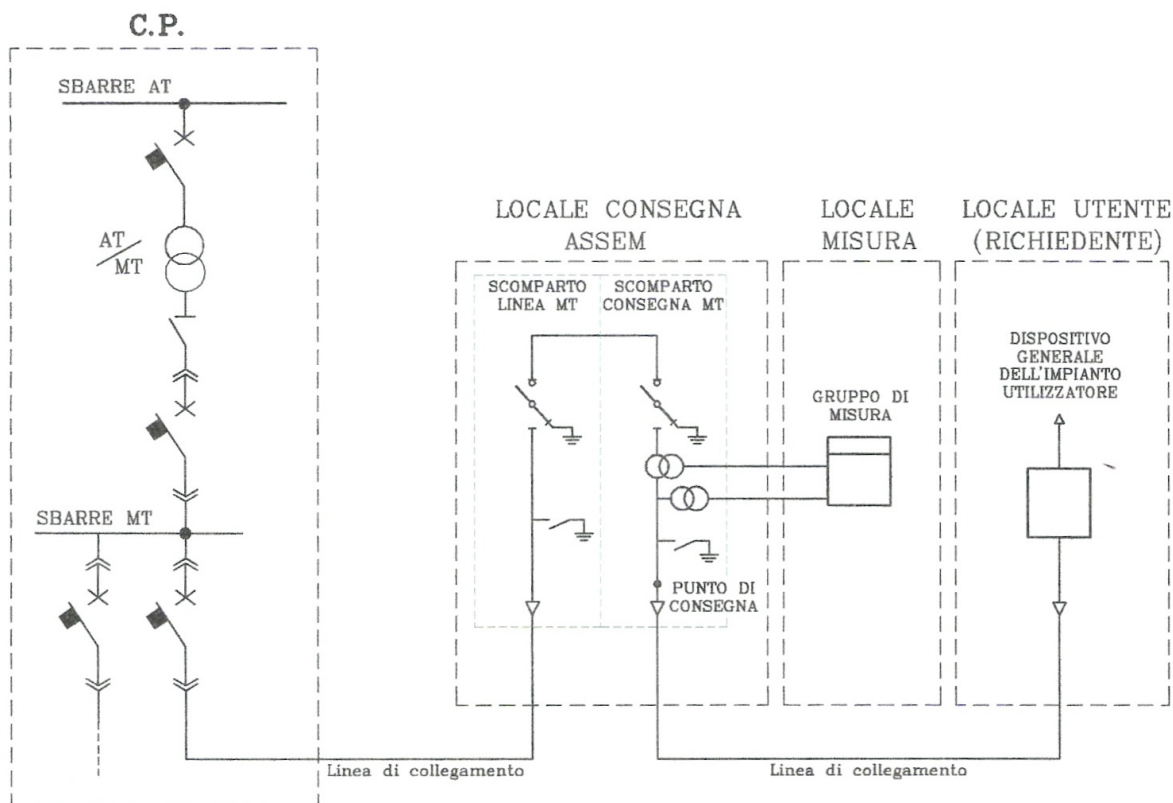 C.P.
SBARRE AT
AT
MT
SBARRE MT
LOCALE CONSEGNA
ASSEM
SCOMPARTO
LINEA MT
SCOMPARTO
CONSEGNA MT
PUNTO DI
CONSEGNA
LOCALE
MISURA
GRUPPO DI
MISURA
LOCALE UTENTE
(RICHIEDENTE)
DISPOSITIVO
GENERALE
DELL'IMPIANTO
UTILIZZATORE
Linea di collegamento
Linea di collegamento